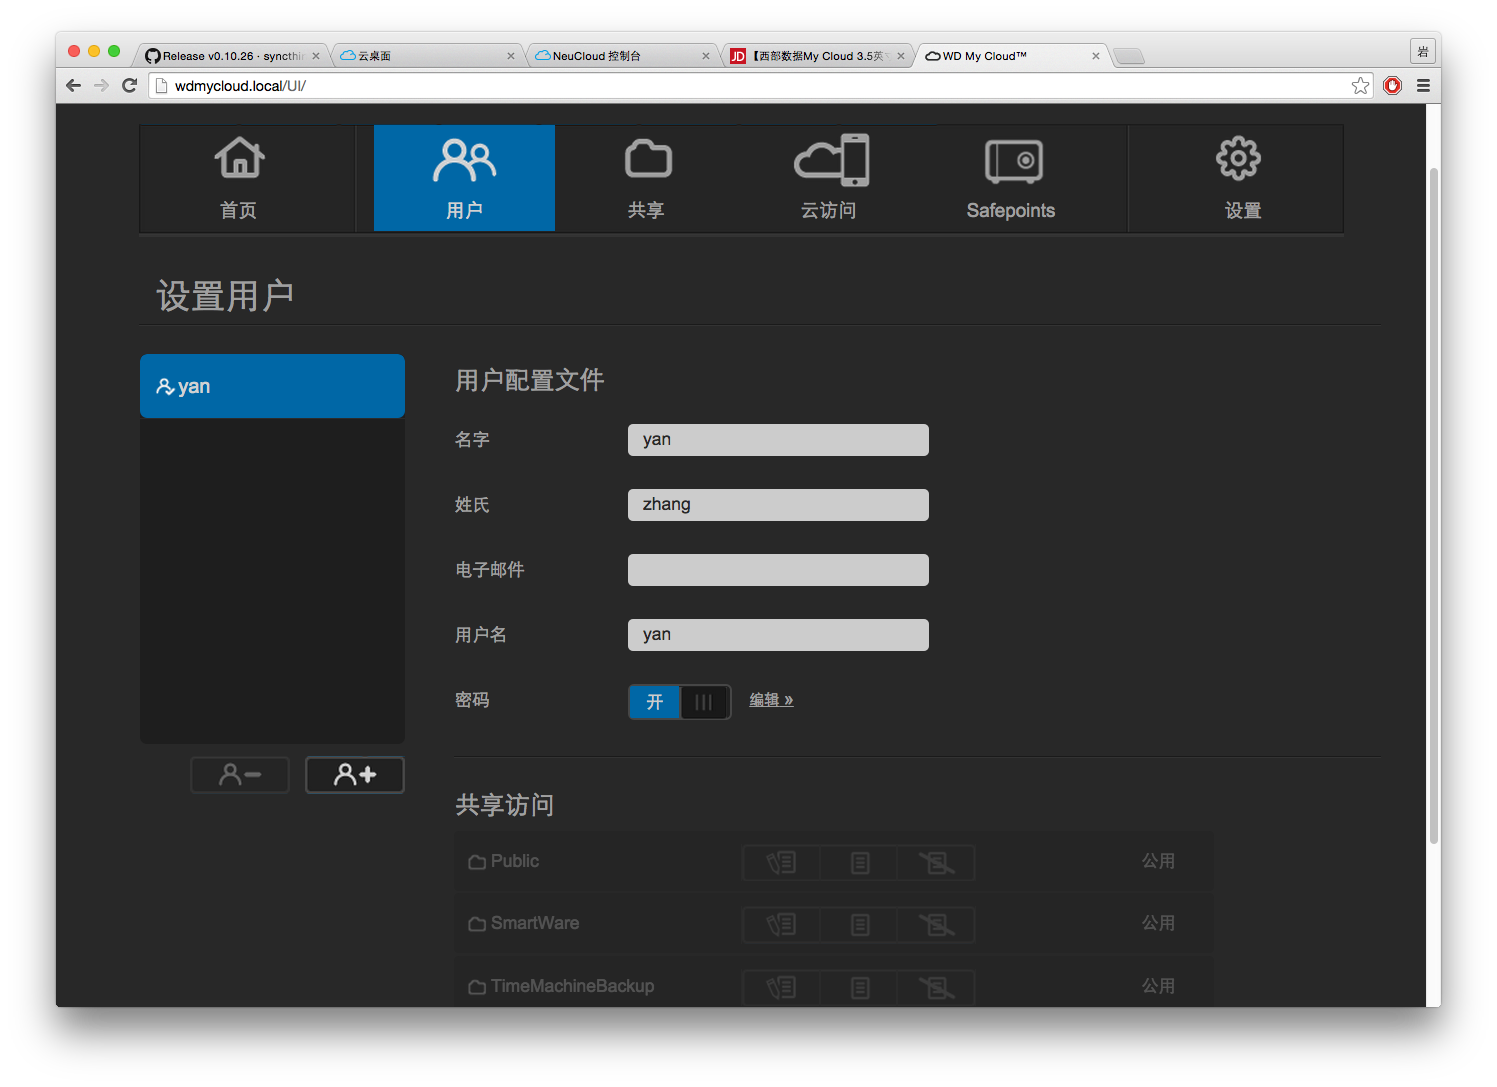 Release v0.10.26 · syncthin
云桌面
NeuCloud 控制台
JD 【西部数据My Cloud 3.5英寸
WD My Cloud™
岩
wdmycloud.local/UI/
首页
用户
共享
云访问
Safepoints
设置
设置用户
yan
用户配置文件
名字 yan
姓氏 zhang
电子邮件
用户名 yan
密码 开 编辑 »
共享访问
Public 公用
SmartWare 公用
TimeMachineBackup 公用